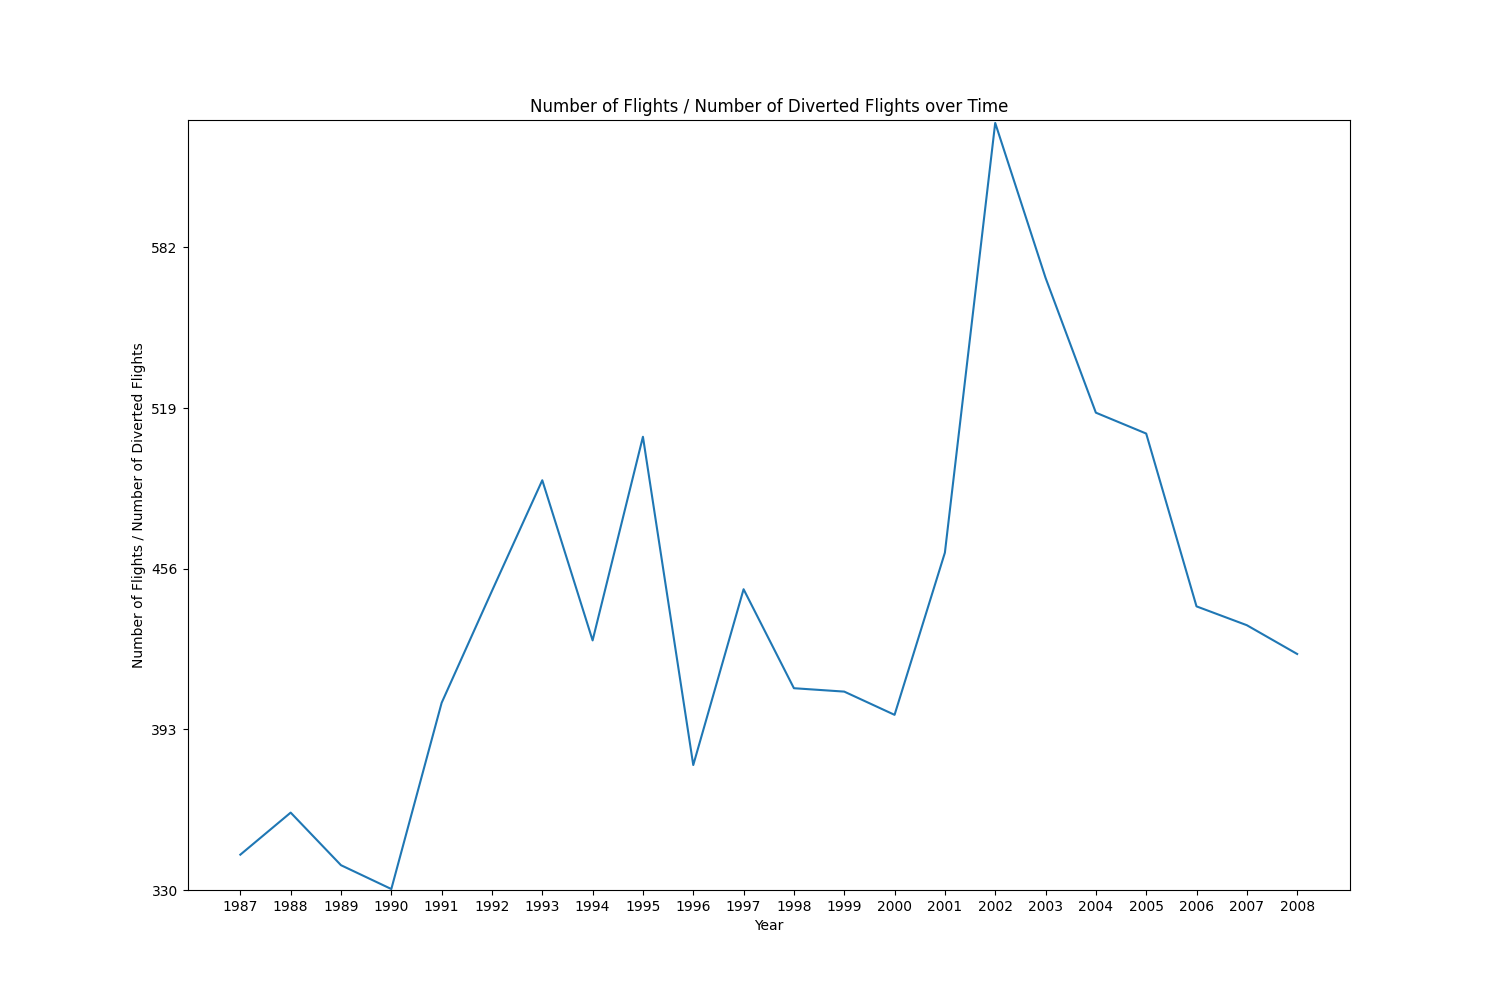 Number of Flights / Number of Diverted Flights over Time
Number of Flights / Number of Diverted Flights
582
519
456
393
330
1987 1988 1989 1990 1991 1992 1993 1994 1995 1996 1997 1998 1999 2000 2001 2002 2003 2004 2005 2006 2007 2008
Year